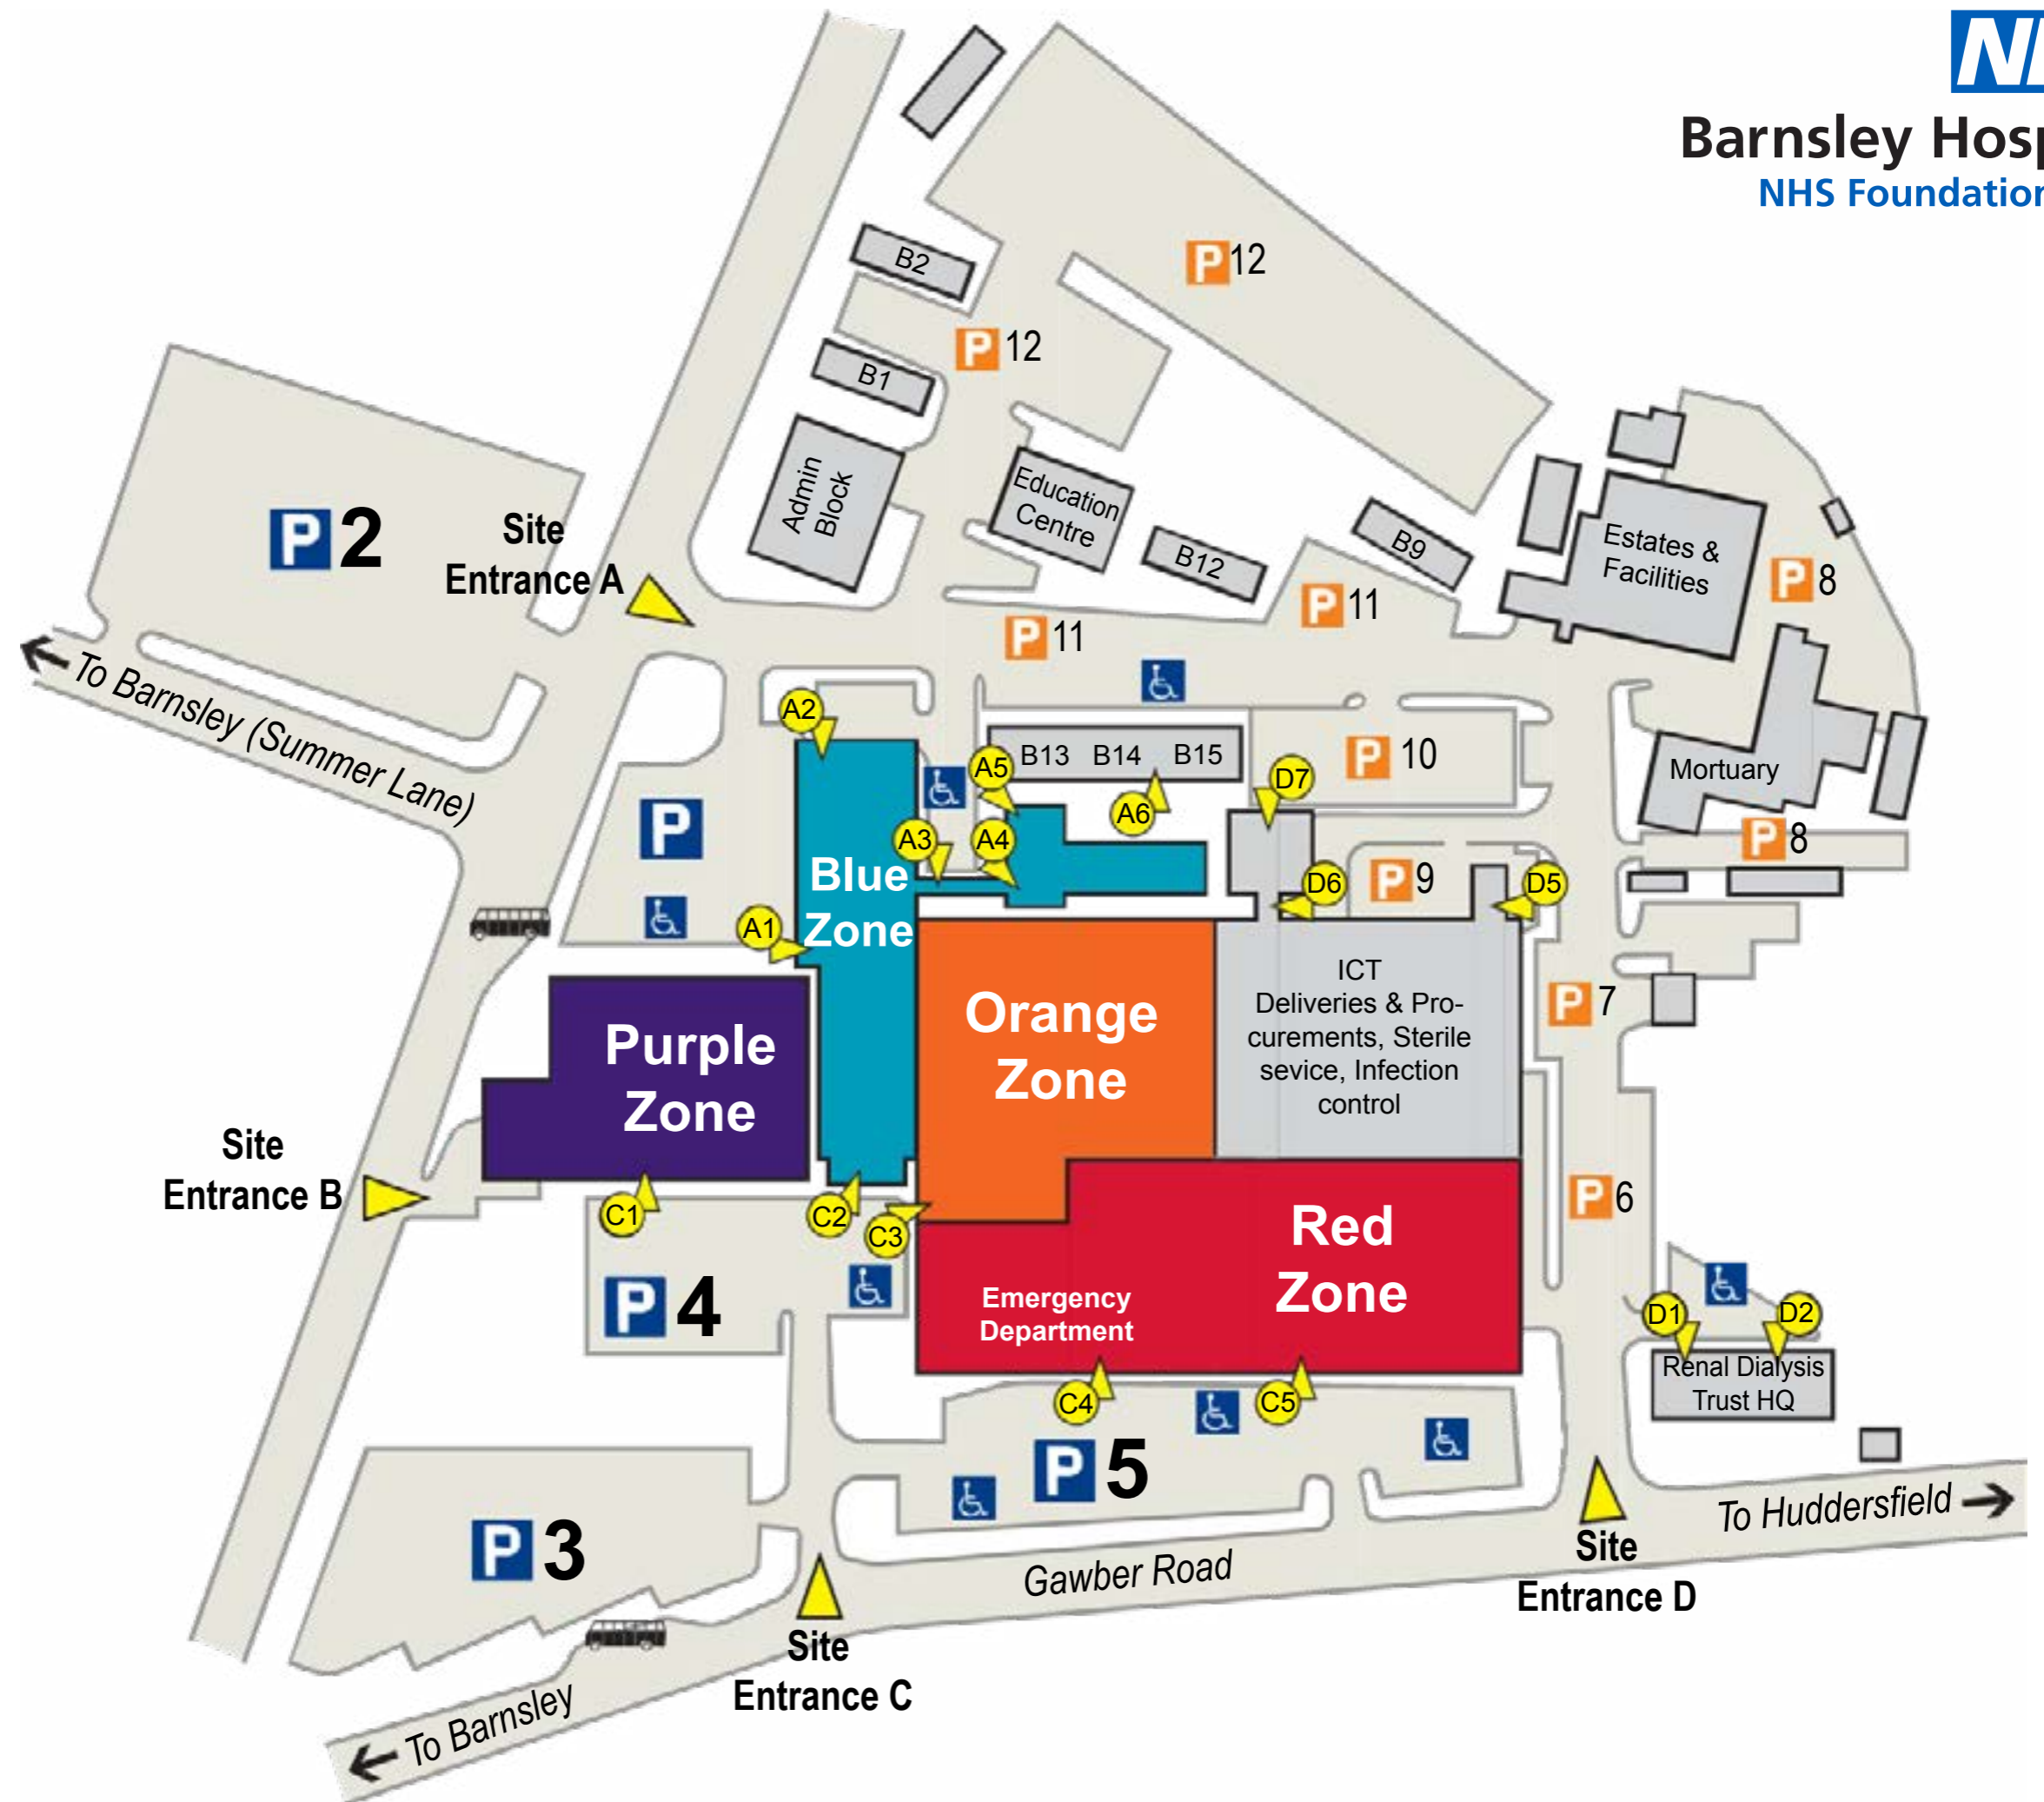 NH
Barnsley Hosp
NHS Foundation
B2
P 12
P 12
B1
Admin
Block
Education
Centre
B12
B9
Estates &
Facilities
P 8
P 2
Site
Entrance A
P 11
P 11
To Barnsley (Summer Lane)
A2
B13 B14 B15
A5
A6
D7
P 10
Mortuary
P 8
P
A3
A4
Blue
Zone
D6
P 9
D5
A1
Purple
Zone
Orange
Zone
ICT
Deliveries & Pro-
curements, Sterile
sevice, Infection
control
P 7
Site
Entrance B
C1
C2
C3
P 6
Red
Zone
P 4
Emergency
Department
D1
D2
Renal Dialysis
Trust HQ
C4
C5
P 5
P 3
To Huddersfield
Gawber Road
Site
Entrance D
Site
Entrance C
To Barnsley